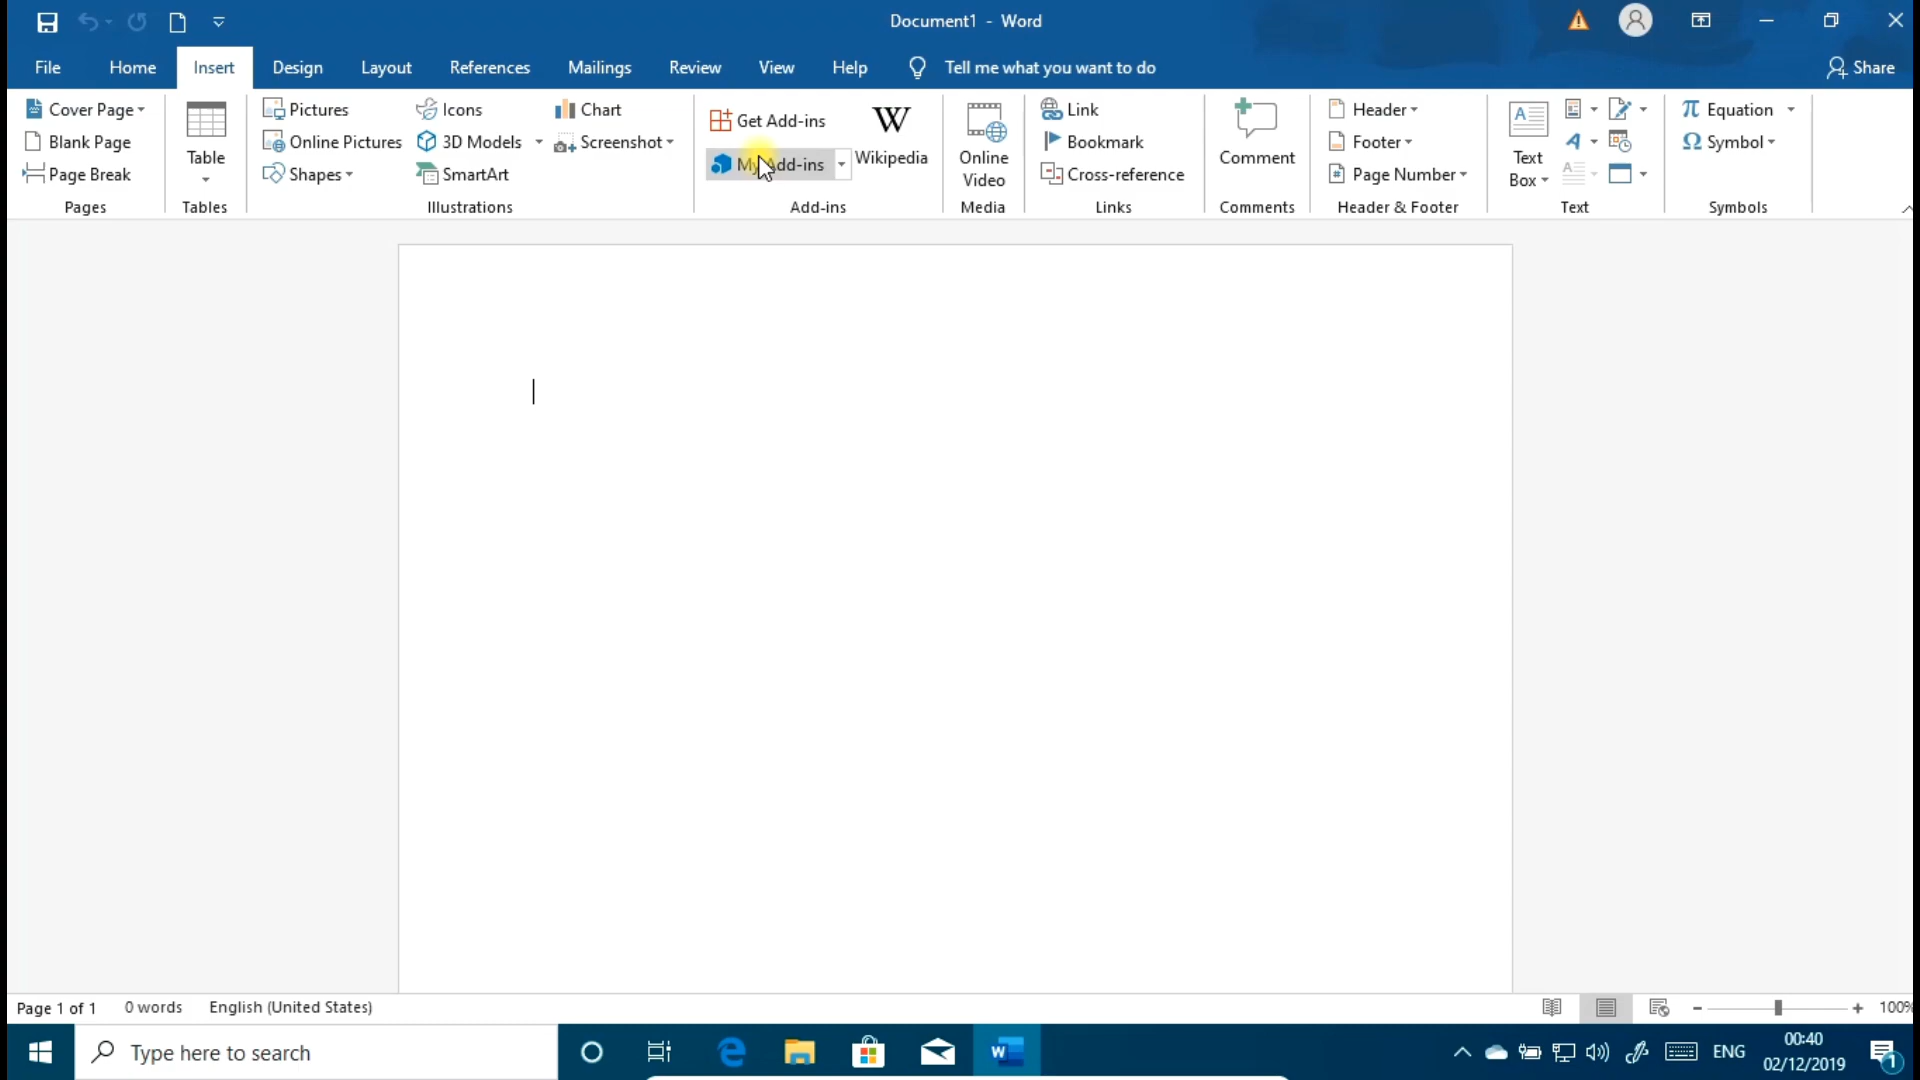 Document1 - Word
File Home Insert Design Layout References Mailings Review View Help Tell me what you want to do Share
Cover Page
Blank Page
Page Break
Pages
Table
Tables
Pictures
Online Pictures
Shapes
Icons
3D Models
SmartArt
Chart
Screenshot
Illustrations
Get Add-ins
My Add-ins
W
Wikipedia
Add-ins
Online
Video
Media
Link
Bookmark
Cross-reference
Links
Comment
Comments
Header
Footer
Page Number
Header & Footer
Text
Box
Text
π Equation
Ω Symbol
Symbols
Page 1 of 1 0 words English (United States) 100%
Type here to search
ENG
00:40
02/12/2019
1